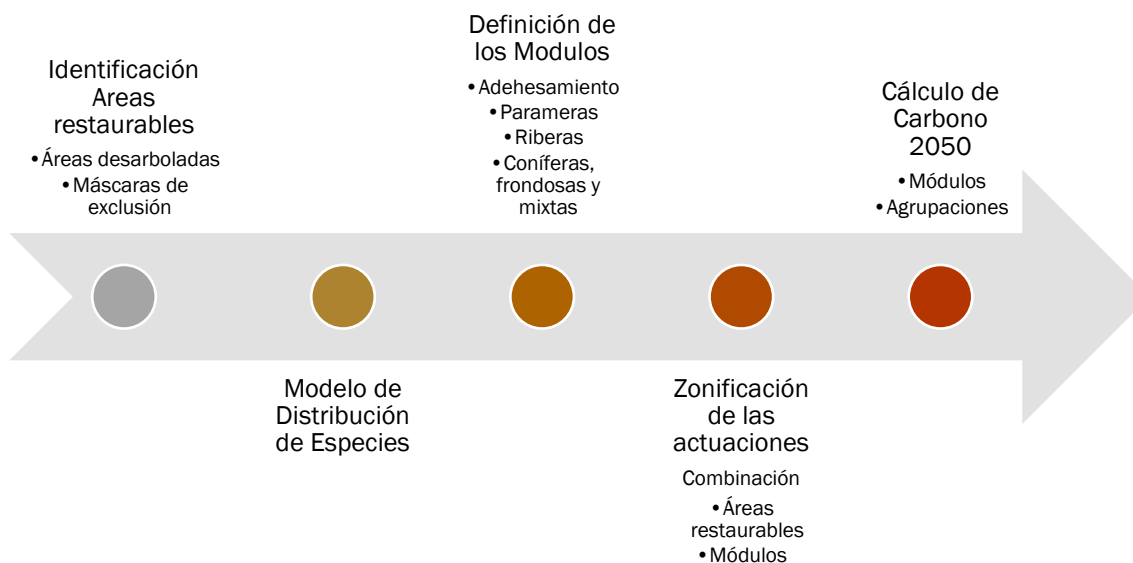 Identificación
Areas
restaurables
•Áreas desarboladas
•Máscaras de
exclusión
Modelo de
Distribución
de Especies
Definición de
los Modulos
•Adehesamiento
•Parameras
•Riberas
•Coníferas,
frondosas y
mixtas
Zonificación
de las
actuaciones
Combinación
•Áreas
restaurables
•Módulos
Cálculo de
Carbono
2050
•Módulos
•Agrupaciones